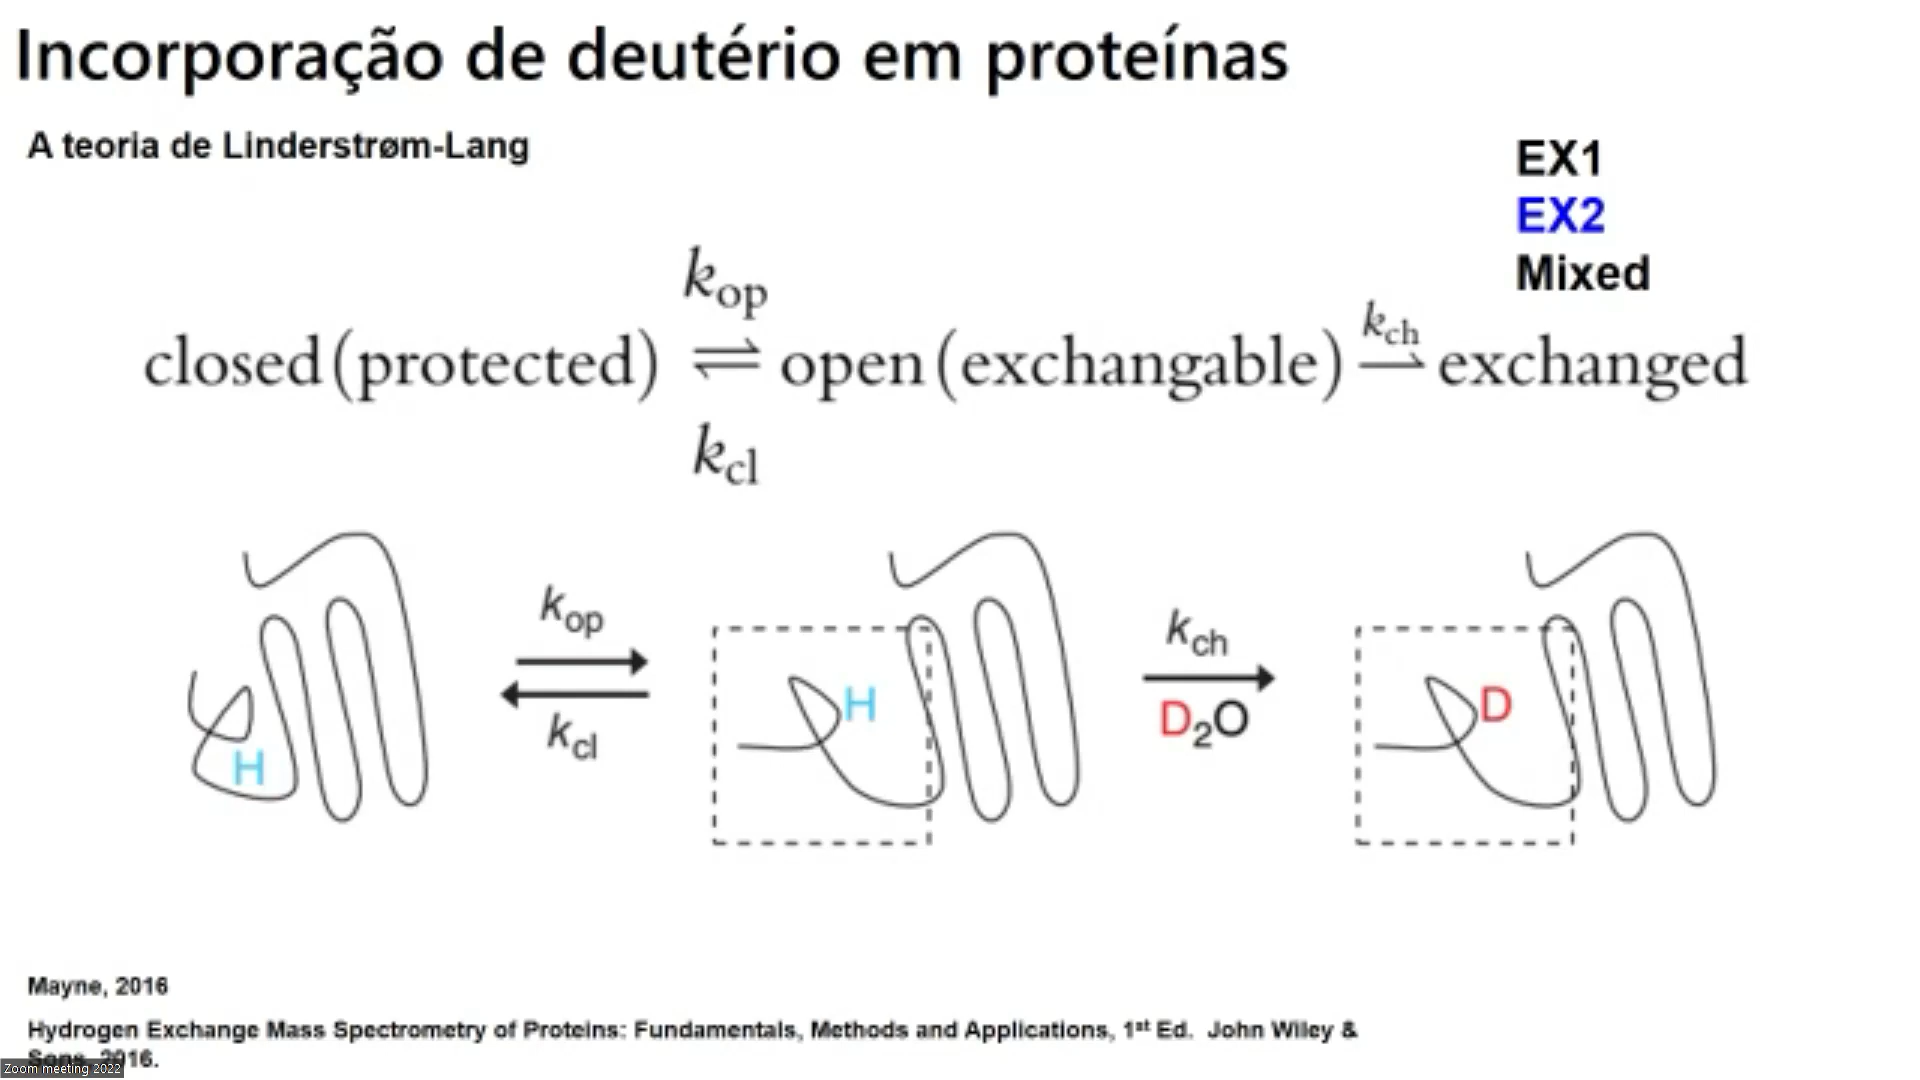 Incorporação de deutério em proteínas
A teoria de Linderstrøm-Lang
EX1
EX2
Mixed
k_op
closed (protected) ⇌ open (exchangable) ⇀ exchanged
k_ch
k_cl
k_op
k_cl
k_ch
D₂O
H
H
D
Mayne, 2016
Hydrogen Exchange Mass Spectrometry of Proteins: Fundamentals, Methods and Applications, 1st Ed. John Wiley &
Sons, 2016.
Zoom meeting 2022